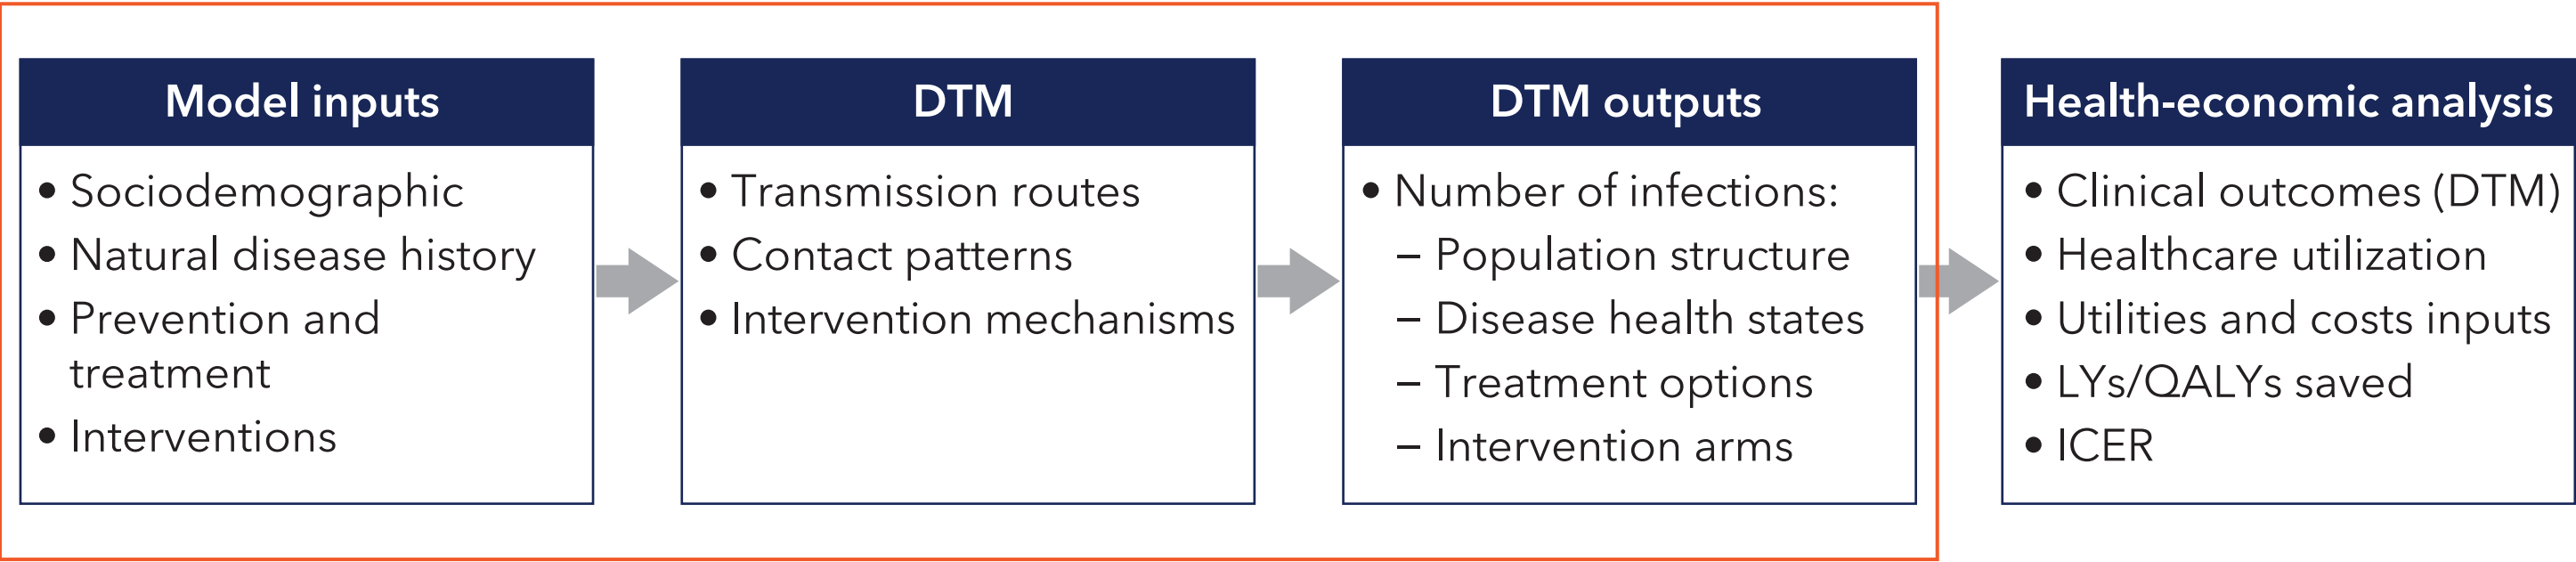 Model inputs
• Sociodemographic
• Natural disease history
• Prevention and
treatment
• Interventions
DTM
• Transmission routes
• Contact patterns
• Intervention mechanisms
DTM outputs
• Number of infections:
– Population structure
– Disease health states
– Treatment options
– Intervention arms
Health-economic analysis
• Clinical outcomes (DTM)
• Healthcare utilization
• Utilities and costs inputs
• LYs/QALYs saved
• ICER